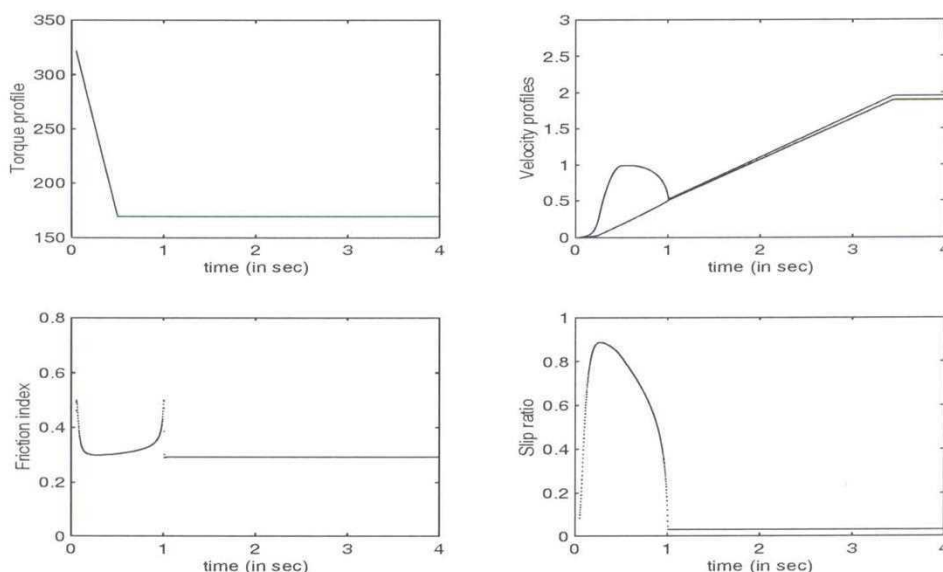 Torque profile
350
300
250
200
150
0 1 2 3 4
time (in sec)
Velocity profiles
3
2.5
2
1.5
1
0.5
0
0 1 2 3 4
time (in sec)
Friction index
0.8
0.6
0.4
0.2
0
0 1 2 3 4
time (in sec)
Slip ratio
1
0.8
0.6
0.4
0.2
0
0 1 2 3 4
time (in sec)